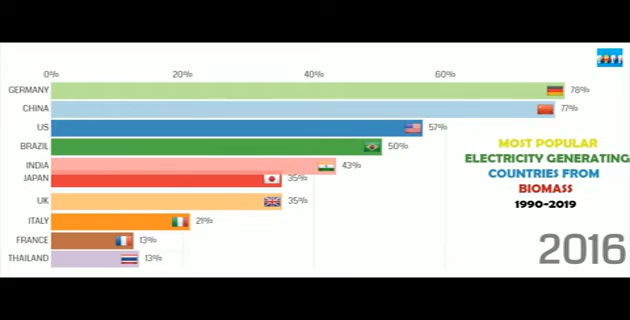 0% 20% 40% 60%
GERMANY 78%
CHINA 77%
US 57%
BRAZIL 50%
INDIA 43%
JAPAN 35%
UK 35%
ITALY 21%
FRANCE 13%
THAILAND 13%
MOST POPULAR
ELECTRICITY GENERATING
COUNTRIES FROM
BIOMASS
1990-2019
2016